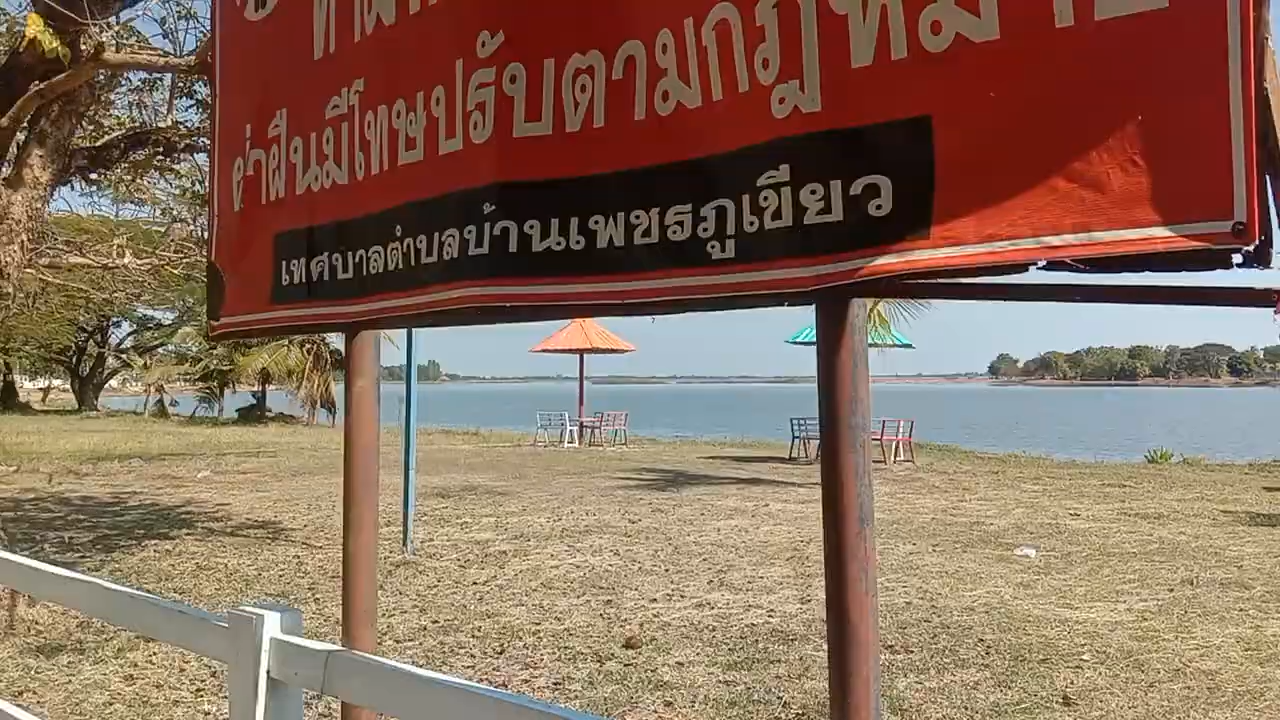 ฝ่าฝืนมีโทษปรับตามกฎหมาย
เทศบาลตำบลบ้านเพชรภูเขียว